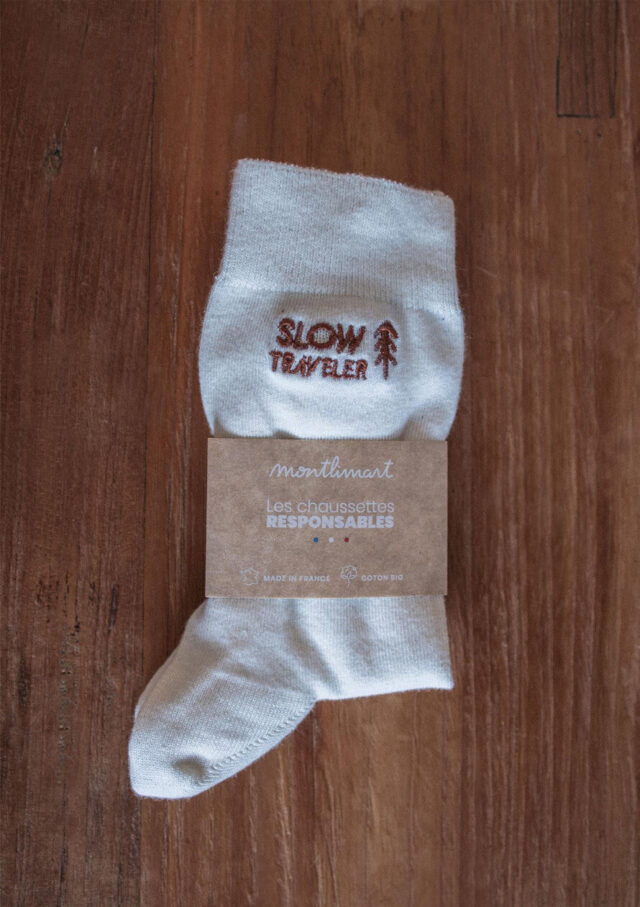 SLOW
TRAVELER
montlimart
Les chaussettes
RESPONSABLES
MADE IN FRANCE
COTON BIO